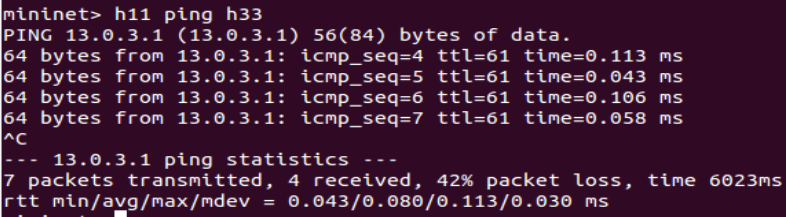 mininet> h11 ping h33
PING 13.0.3.1 (13.0.3.1) 56(84) bytes of data.
64 bytes from 13.0.3.1: icmp_seq=4 ttl=61 time=0.113 ms
64 bytes from 13.0.3.1: icmp_seq=5 ttl=61 time=0.043 ms
64 bytes from 13.0.3.1: icmp_seq=6 ttl=61 time=0.106 ms
64 bytes from 13.0.3.1: icmp_seq=7 ttl=61 time=0.058 ms
^C
--- 13.0.3.1 ping statistics ---
7 packets transmitted, 4 received, 42% packet loss, time 6023ms
rtt min/avg/max/mdev = 0.043/0.080/0.113/0.030 ms